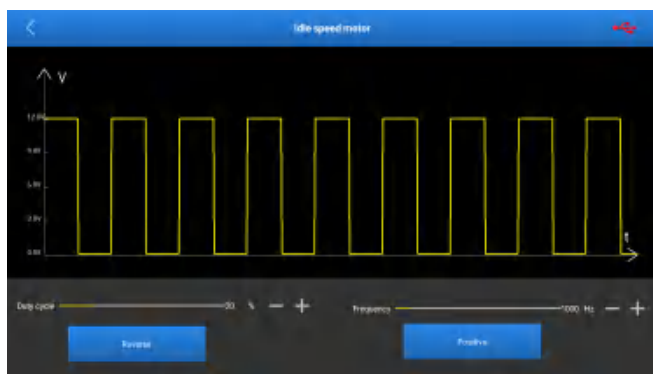 Idle speed motor
V
12.0V
9.0V
6.0V
3.0V
0.0V
t
Duty cycle % — +
Frequency 1000 Hz — +
Reverse
Positive